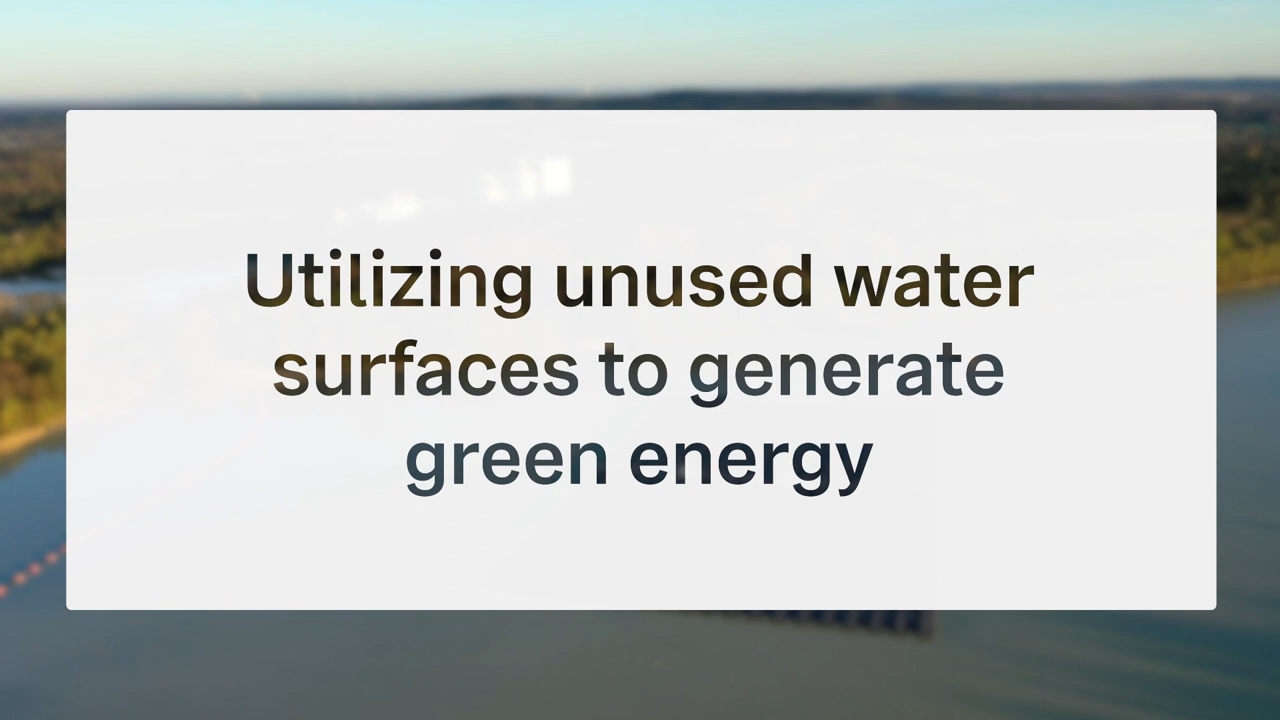 Utilizing unused water
surfaces to generate
green energy